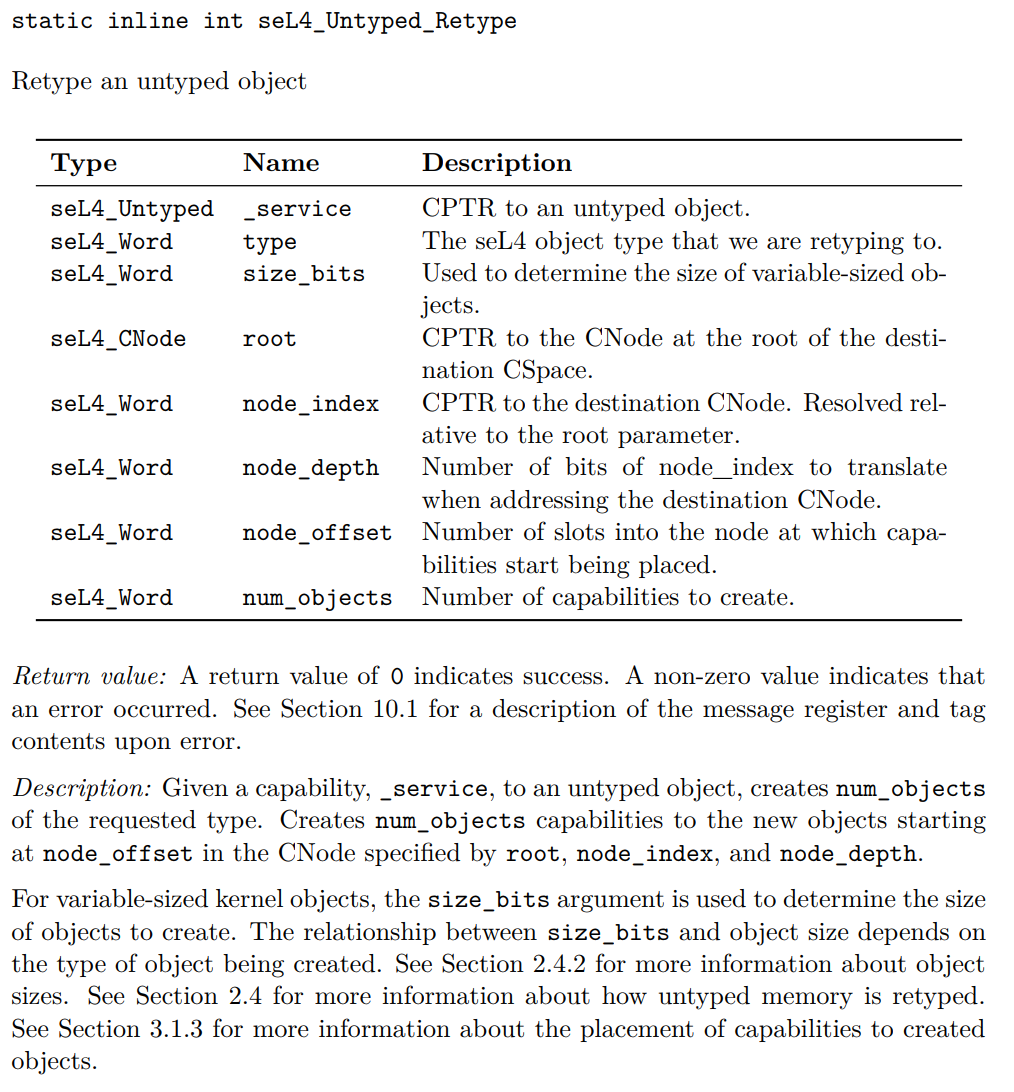 static inline int seL4_Untyped_Retype
Retype an untyped object
Type Name Description
seL4_Untyped _service CPTR to an untyped object.
seL4_Word type The seL4 object type that we are retyping to.
seL4_Word size_bits Used to determine the size of variable-sized ob-
jects.
seL4_CNode root CPTR to the CNode at the root of the desti-
nation CSpace.
seL4_Word node_index CPTR to the destination CNode. Resolved rel-
ative to the root parameter.
seL4_Word node_depth Number of bits of node_index to translate
when addressing the destination CNode.
seL4_Word node_offset Number of slots into the node at which capa-
bilities start being placed.
seL4_Word num_objects Number of capabilities to create.
Return value: A return value of 0 indicates success. A non-zero value indicates that
an error occurred. See Section 10.1 for a description of the message register and tag
contents upon error.
Description: Given a capability, _service, to an untyped object, creates num_objects
of the requested type. Creates num_objects capabilities to the new objects starting
at node_offset in the CNode specified by root, node_index, and node_depth.
For variable-sized kernel objects, the size_bits argument is used to determine the size
of objects to create. The relationship between size_bits and object size depends on
the type of object being created. See Section 2.4.2 for more information about object
sizes. See Section 2.4 for more information about how untyped memory is retyped.
See Section 3.1.3 for more information about the placement of capabilities to created
objects.